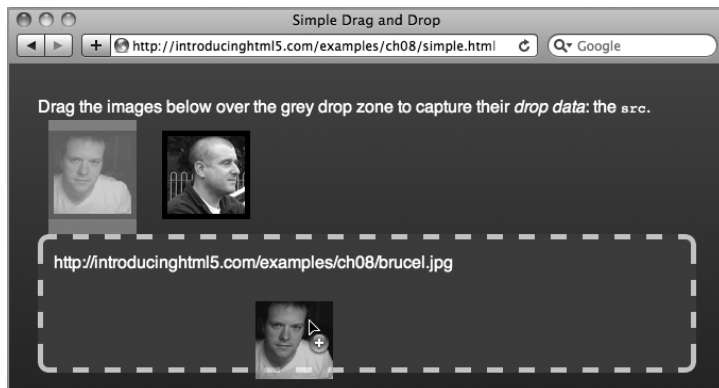 Simple Drag and Drop
http://introducinghtml5.com/examples/ch08/simple.html
Google
Drag the images below over the grey drop zone to capture their drop data: the src.
http://introducinghtml5.com/examples/ch08/brucel.jpg